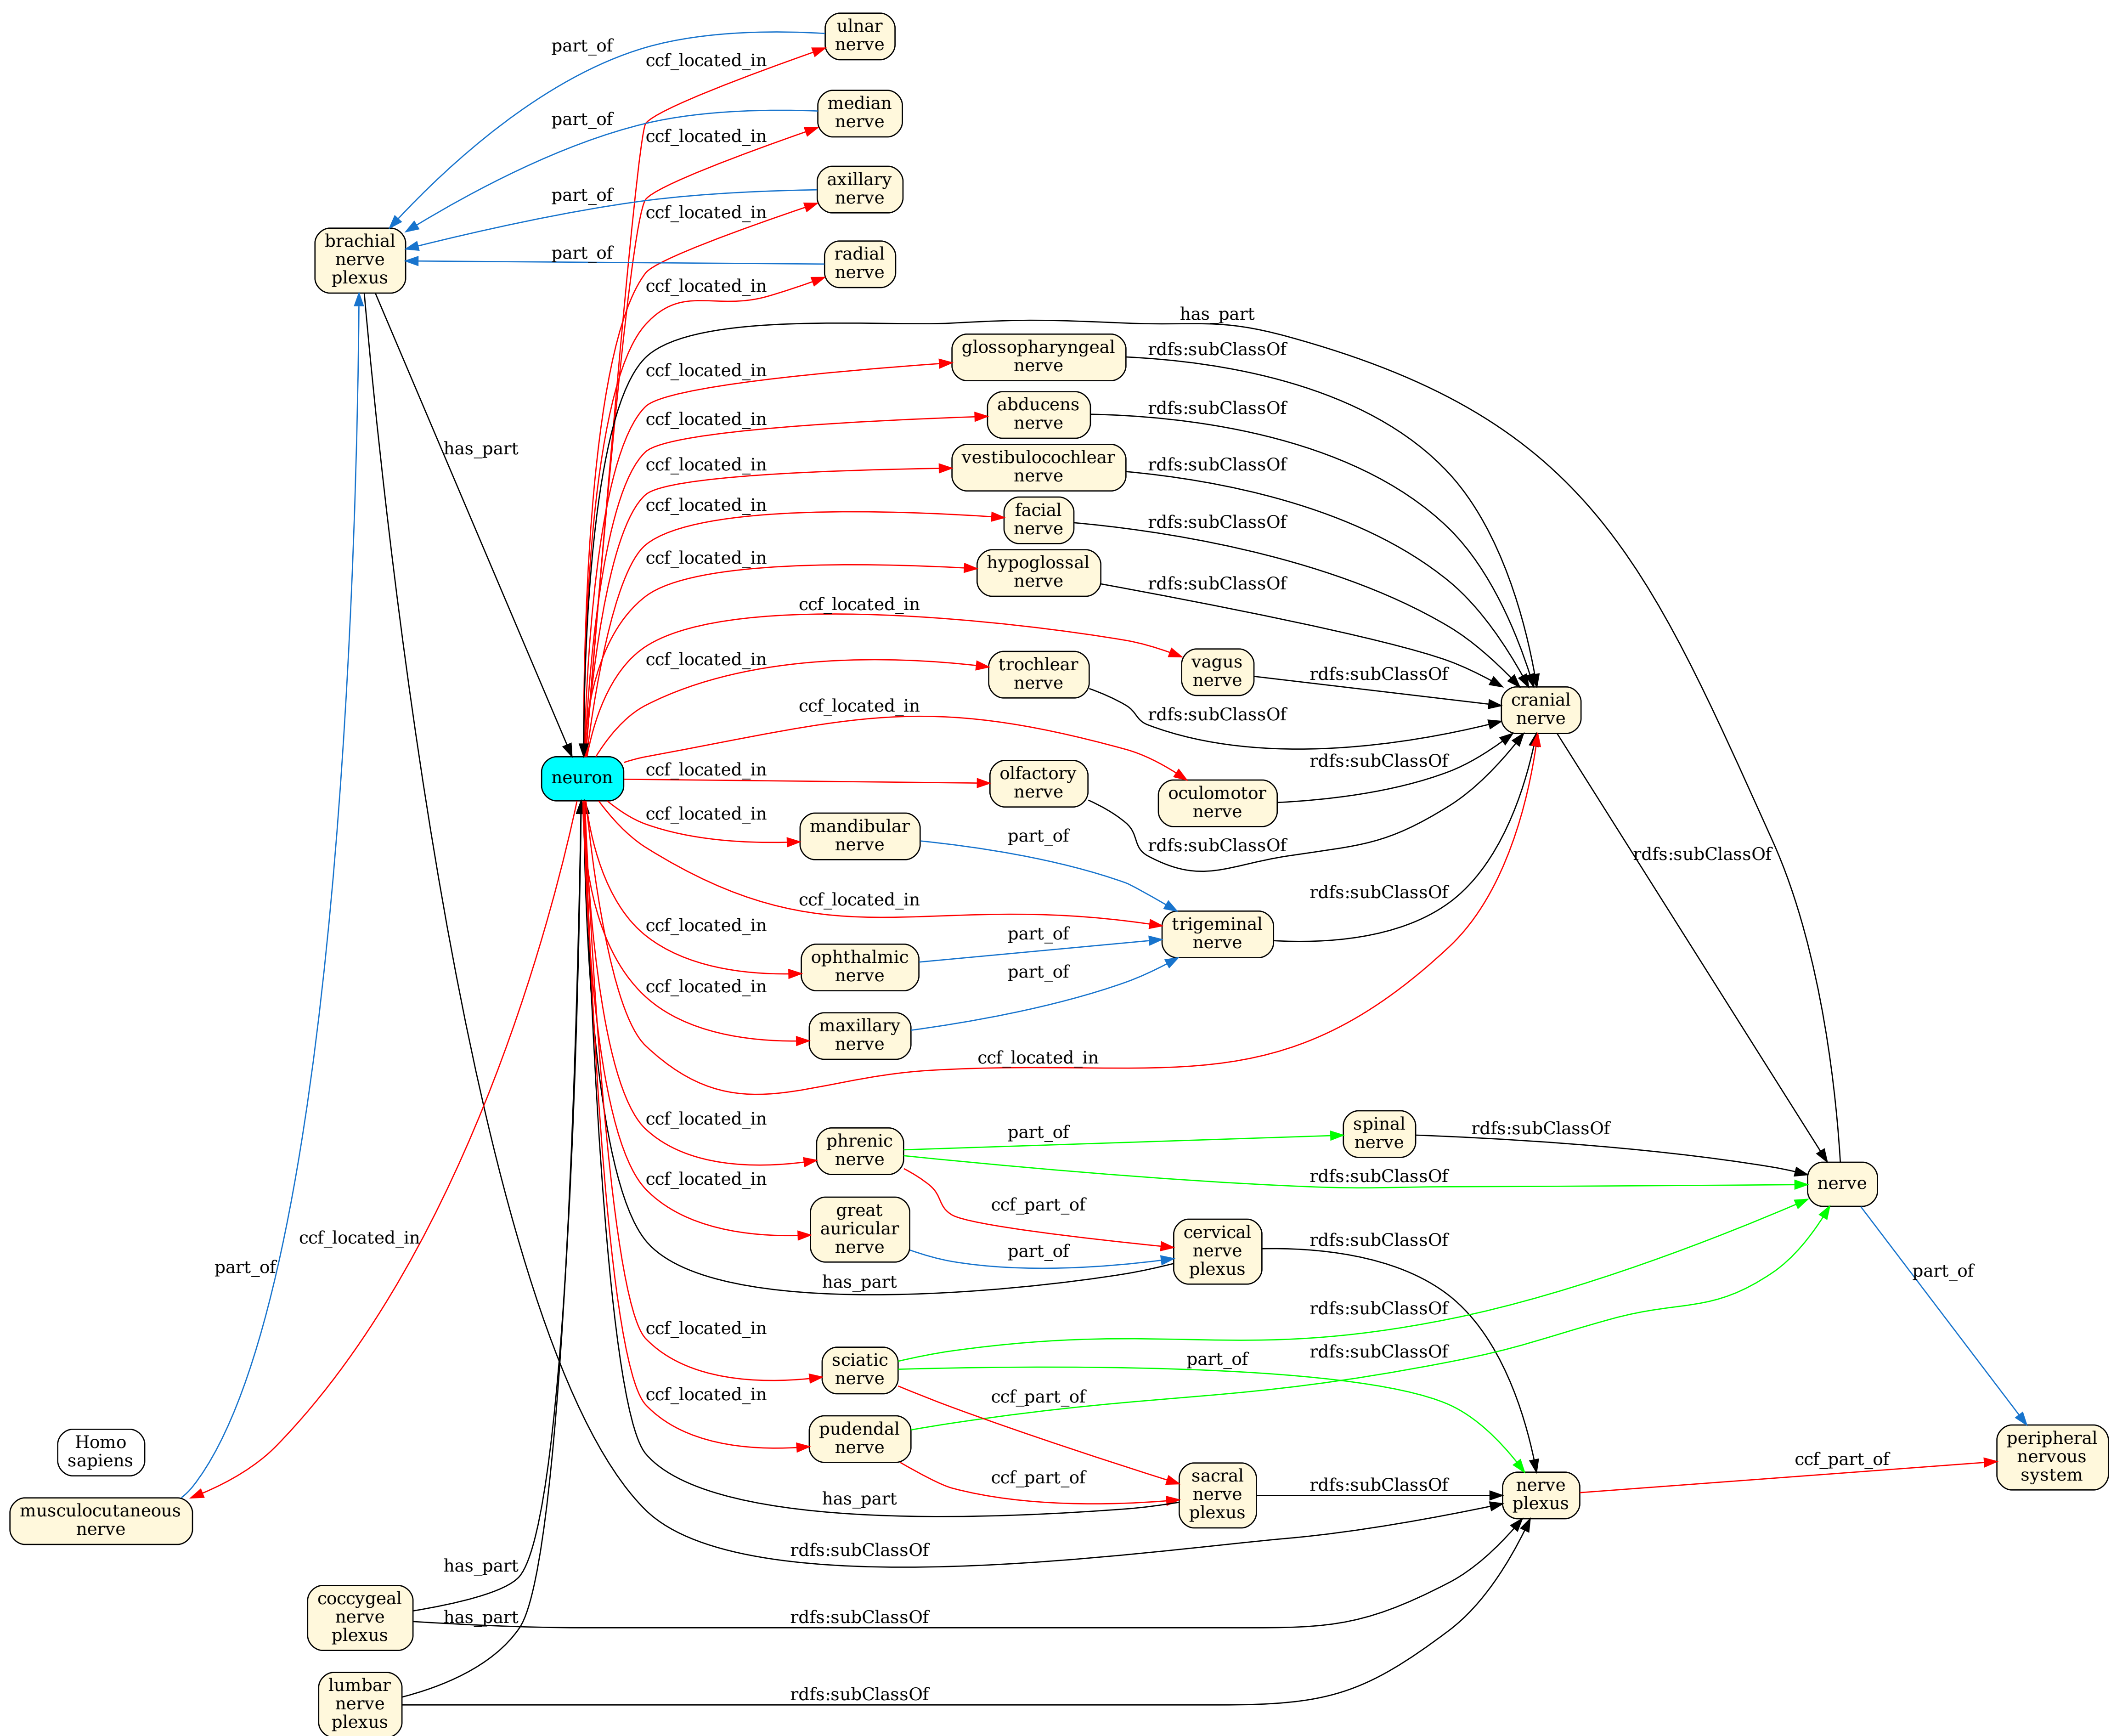 ulnar
nerve
part_of
ccf_located_in
median
nerve
part_of
ccf_located_in
axillary
nerve
part_of
ccf_located_in
brachial
nerve
plexus
radial
nerve
part_of
ccf_located_in
has_part
glossopharyngeal
nerve
rdfs:subClassOf
ccf_located_in
abducens
nerve
rdfs:subClassOf
ccf_located_in
has_part
vestibulocochlear
nerve
rdfs:subClassOf
ccf_located_in
facial
nerve
rdfs:subClassOf
ccf_located_in
hypoglossal
nerve
rdfs:subClassOf
ccf_located_in
ccf_located_in
vagus
nerve
rdfs:subClassOf
trochlear
nerve
ccf_located_in
rdfs:subClassOf
cranial
nerve
ccf_located_in
neuron
ccf_located_in
olfactory
nerve
rdfs:subClassOf
oculomotor
nerve
rdfs:subClassOf
ccf_located_in
mandibular
nerve
part_of
rdfs:subClassOf
ccf_located_in
rdfs:subClassOf
trigeminal
nerve
ccf_located_in
ophthalmic
nerve
part_of
ccf_located_in
maxillary
nerve
part_of
ccf_located_in
ccf_located_in
phrenic
nerve
part_of
spinal
nerve
rdfs:subClassOf
rdfs:subClassOf
nerve
ccf_located_in
great
auricular
nerve
ccf_part_of
part_of
cervical
nerve
plexus
rdfs:subClassOf
has_part
part_of
ccf_located_in
part_of
rdfs:subClassOf
ccf_located_in
sciatic
nerve
part_of
rdfs:subClassOf
ccf_located_in
ccf_part_of
pudendal
nerve
Homo
sapiens
peripheral
nervous
system
ccf_part_of
ccf_part_of
sacral
nerve
plexus
rdfs:subClassOf
nerve
plexus
has_part
musculocutaneous
nerve
rdfs:subClassOf
has_part
coccygeal
nerve
plexus
has_part
rdfs:subClassOf
lumbar
nerve
plexus
rdfs:subClassOf